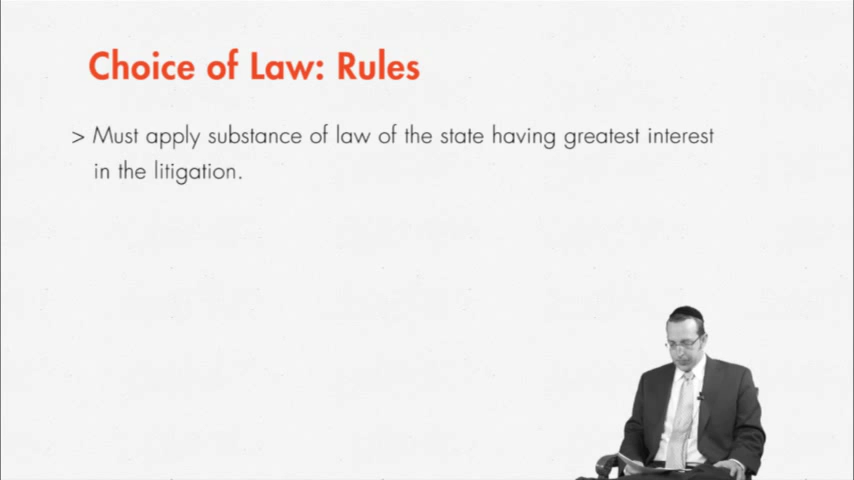 Choice of Law: Rules
> Must apply substance of law of the state having greatest interest
in the litigation.